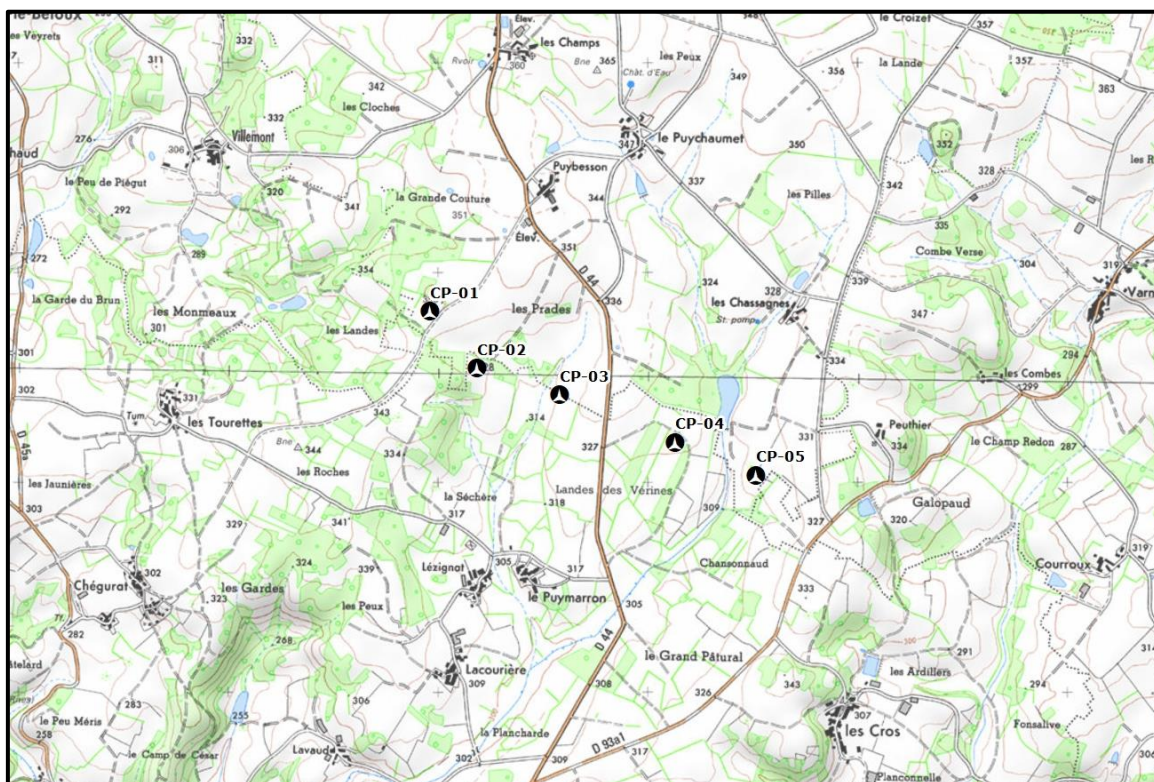 le-Betoux
Élev.
les Champs
360
Bne 365
les Peux
le Croizet
357
la Lande
357
383
les Veyrets
332
311
342
Rvoir
Chât. d'Eau
349
356
les Cloches
332
276
Villemont
306
347
le Puychaumet
350
352
342
328
le Peu de Piégut
320
341
Puybesson
344
337
les Pilles
292
la Grande Couture
351
Élev.
335
Combe Verse
304
319
289
272
354
351
D 44
324
339
328
les Chassagnes
St. pomp.
336
CP-01
la Garde du Brun
les Monmeaux
301
les Landes
les Prades
347
294
301
CP-02
334
les Combes
299
302
CP-03
331
Tum.
les Tourettes
343
314
Bne 344
334
327
CP-04
331
Peuthier
334
le Champ Redon
287
D 45a
les Roches
CP-05
les Jaunières
303
la Séchère
318
Landes des Vérines
309
327
320
Galopaud
341
317
329
Chansonnaud
324
339
Lézignat
305
317
le Puymarron
333
Courroux
319
Chégurat
302
323
les Gardes
les Peux
305
282
268
D 44
le Grand Pâtural
300
291
les Ardillers
Lacourière
309
308
326
343
294
314
283
306
307
les Cros
Fonsalive
le Peu Méris
258
255
la Plancharde
D 93a1
317
le Camp de César
Lavaud
302
309
Planconnelle
306